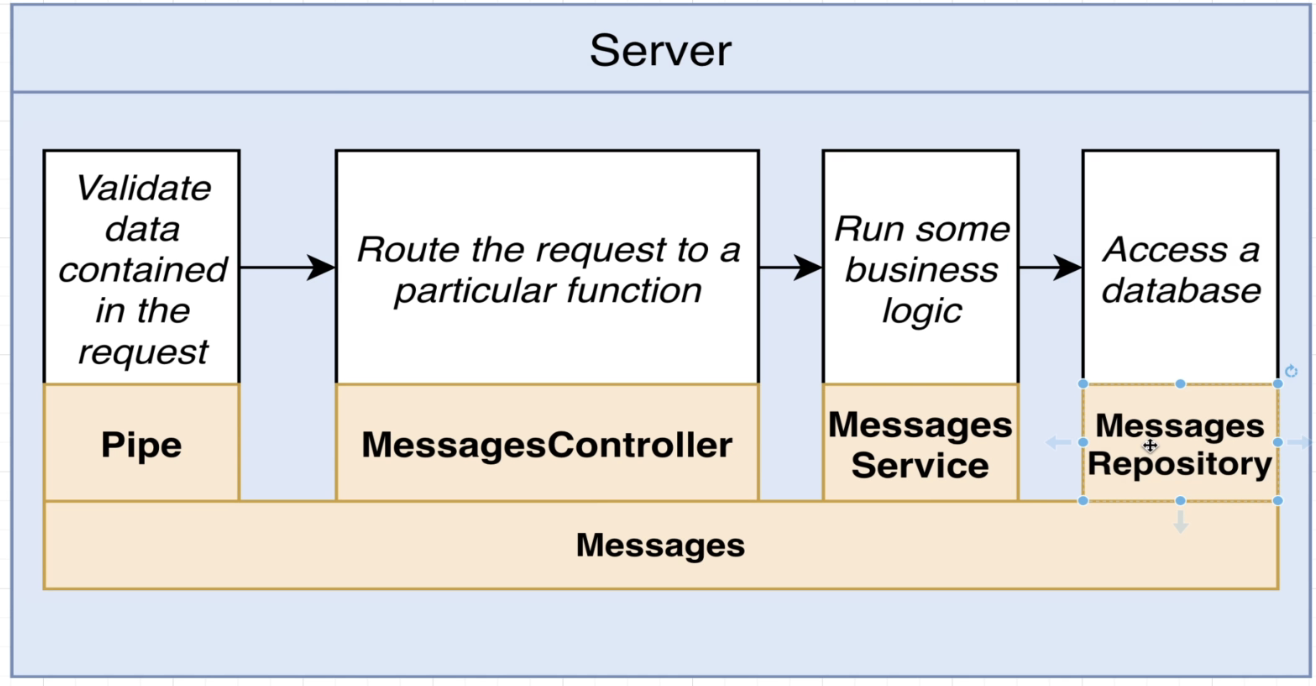 Server
Validate
data
contained
in the
request
Route the request to a
particular function
Run some
business
logic
Access a
database
Pipe
MessagesController
Messages
Service
Messages
Repository
Messages